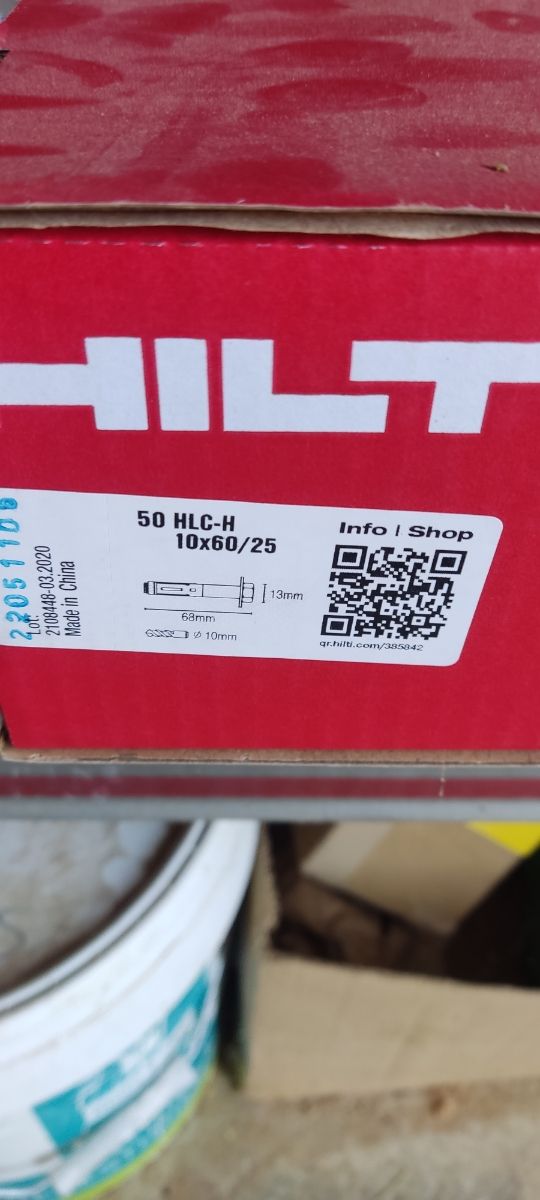 HILTI
50 HLC-H
10x60/25
Info | Shop
13mm
68mm
Ø 10mm
qr.hilti.com/385842
22051106
Lot:
2108448-03.2020
Made in China